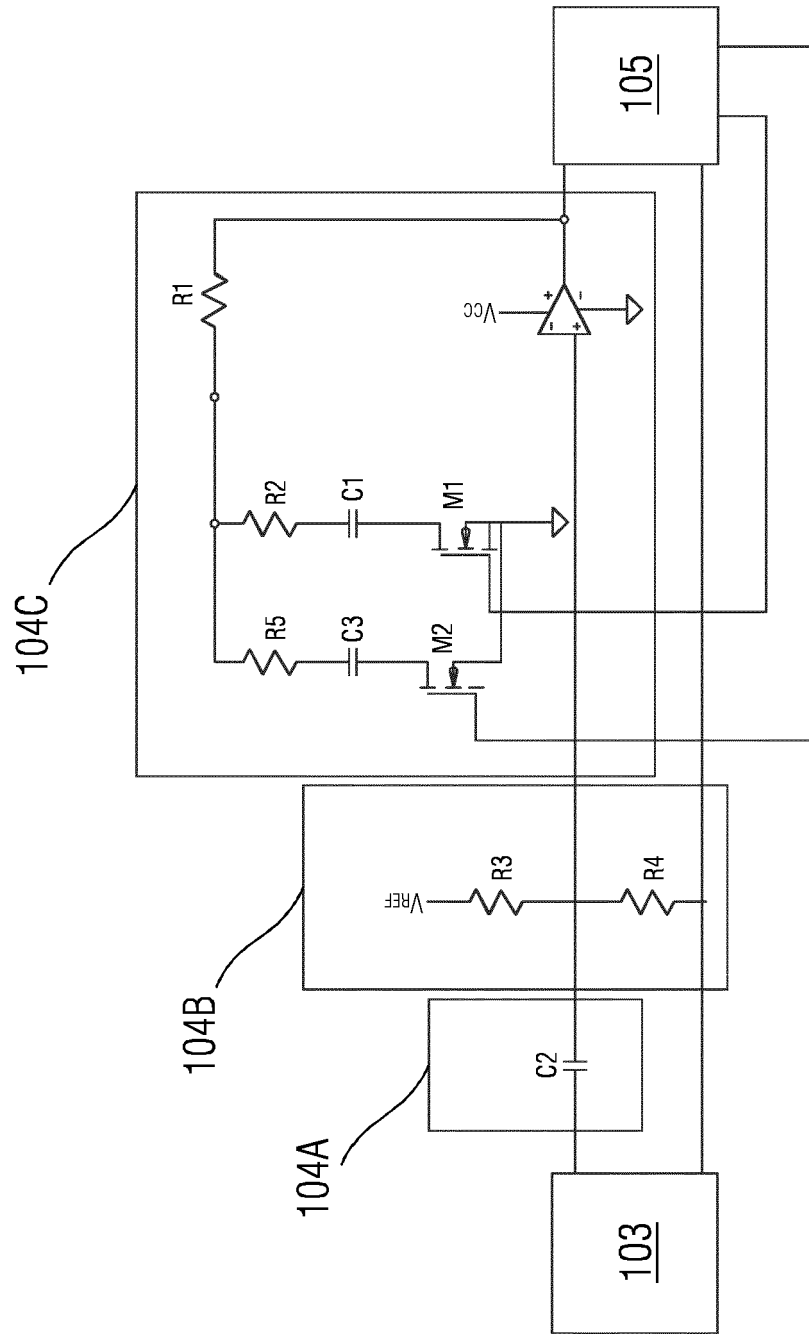 104C
104B
104A
R1
R2
R5
C1
C3
M1
M2
VCC
VREF
R3
R4
C2
+
−
−
+
103
105